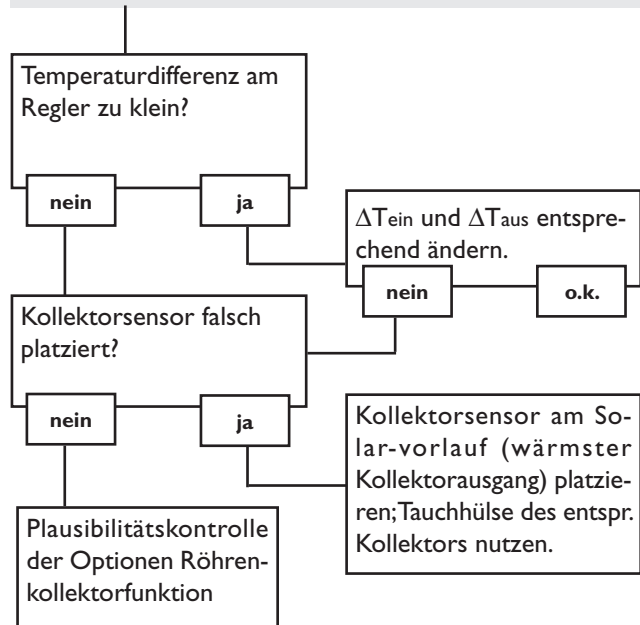 Temperaturdifferenz am
Regler zu klein?
nein
ja
ΔTein und ΔTaus entspre-
chend ändern.
nein
o.k.
Kollektorsensor falsch
platziert?
nein
ja
Kollektorsensor am So-
lar-vorlauf (wärmster
Kollektorausgang) platzie-
ren;Tauchhülse des entspr.
Kollektors nutzen.
Plausibilitätskontrolle
der Optionen Röhren-
kollektorfunktion